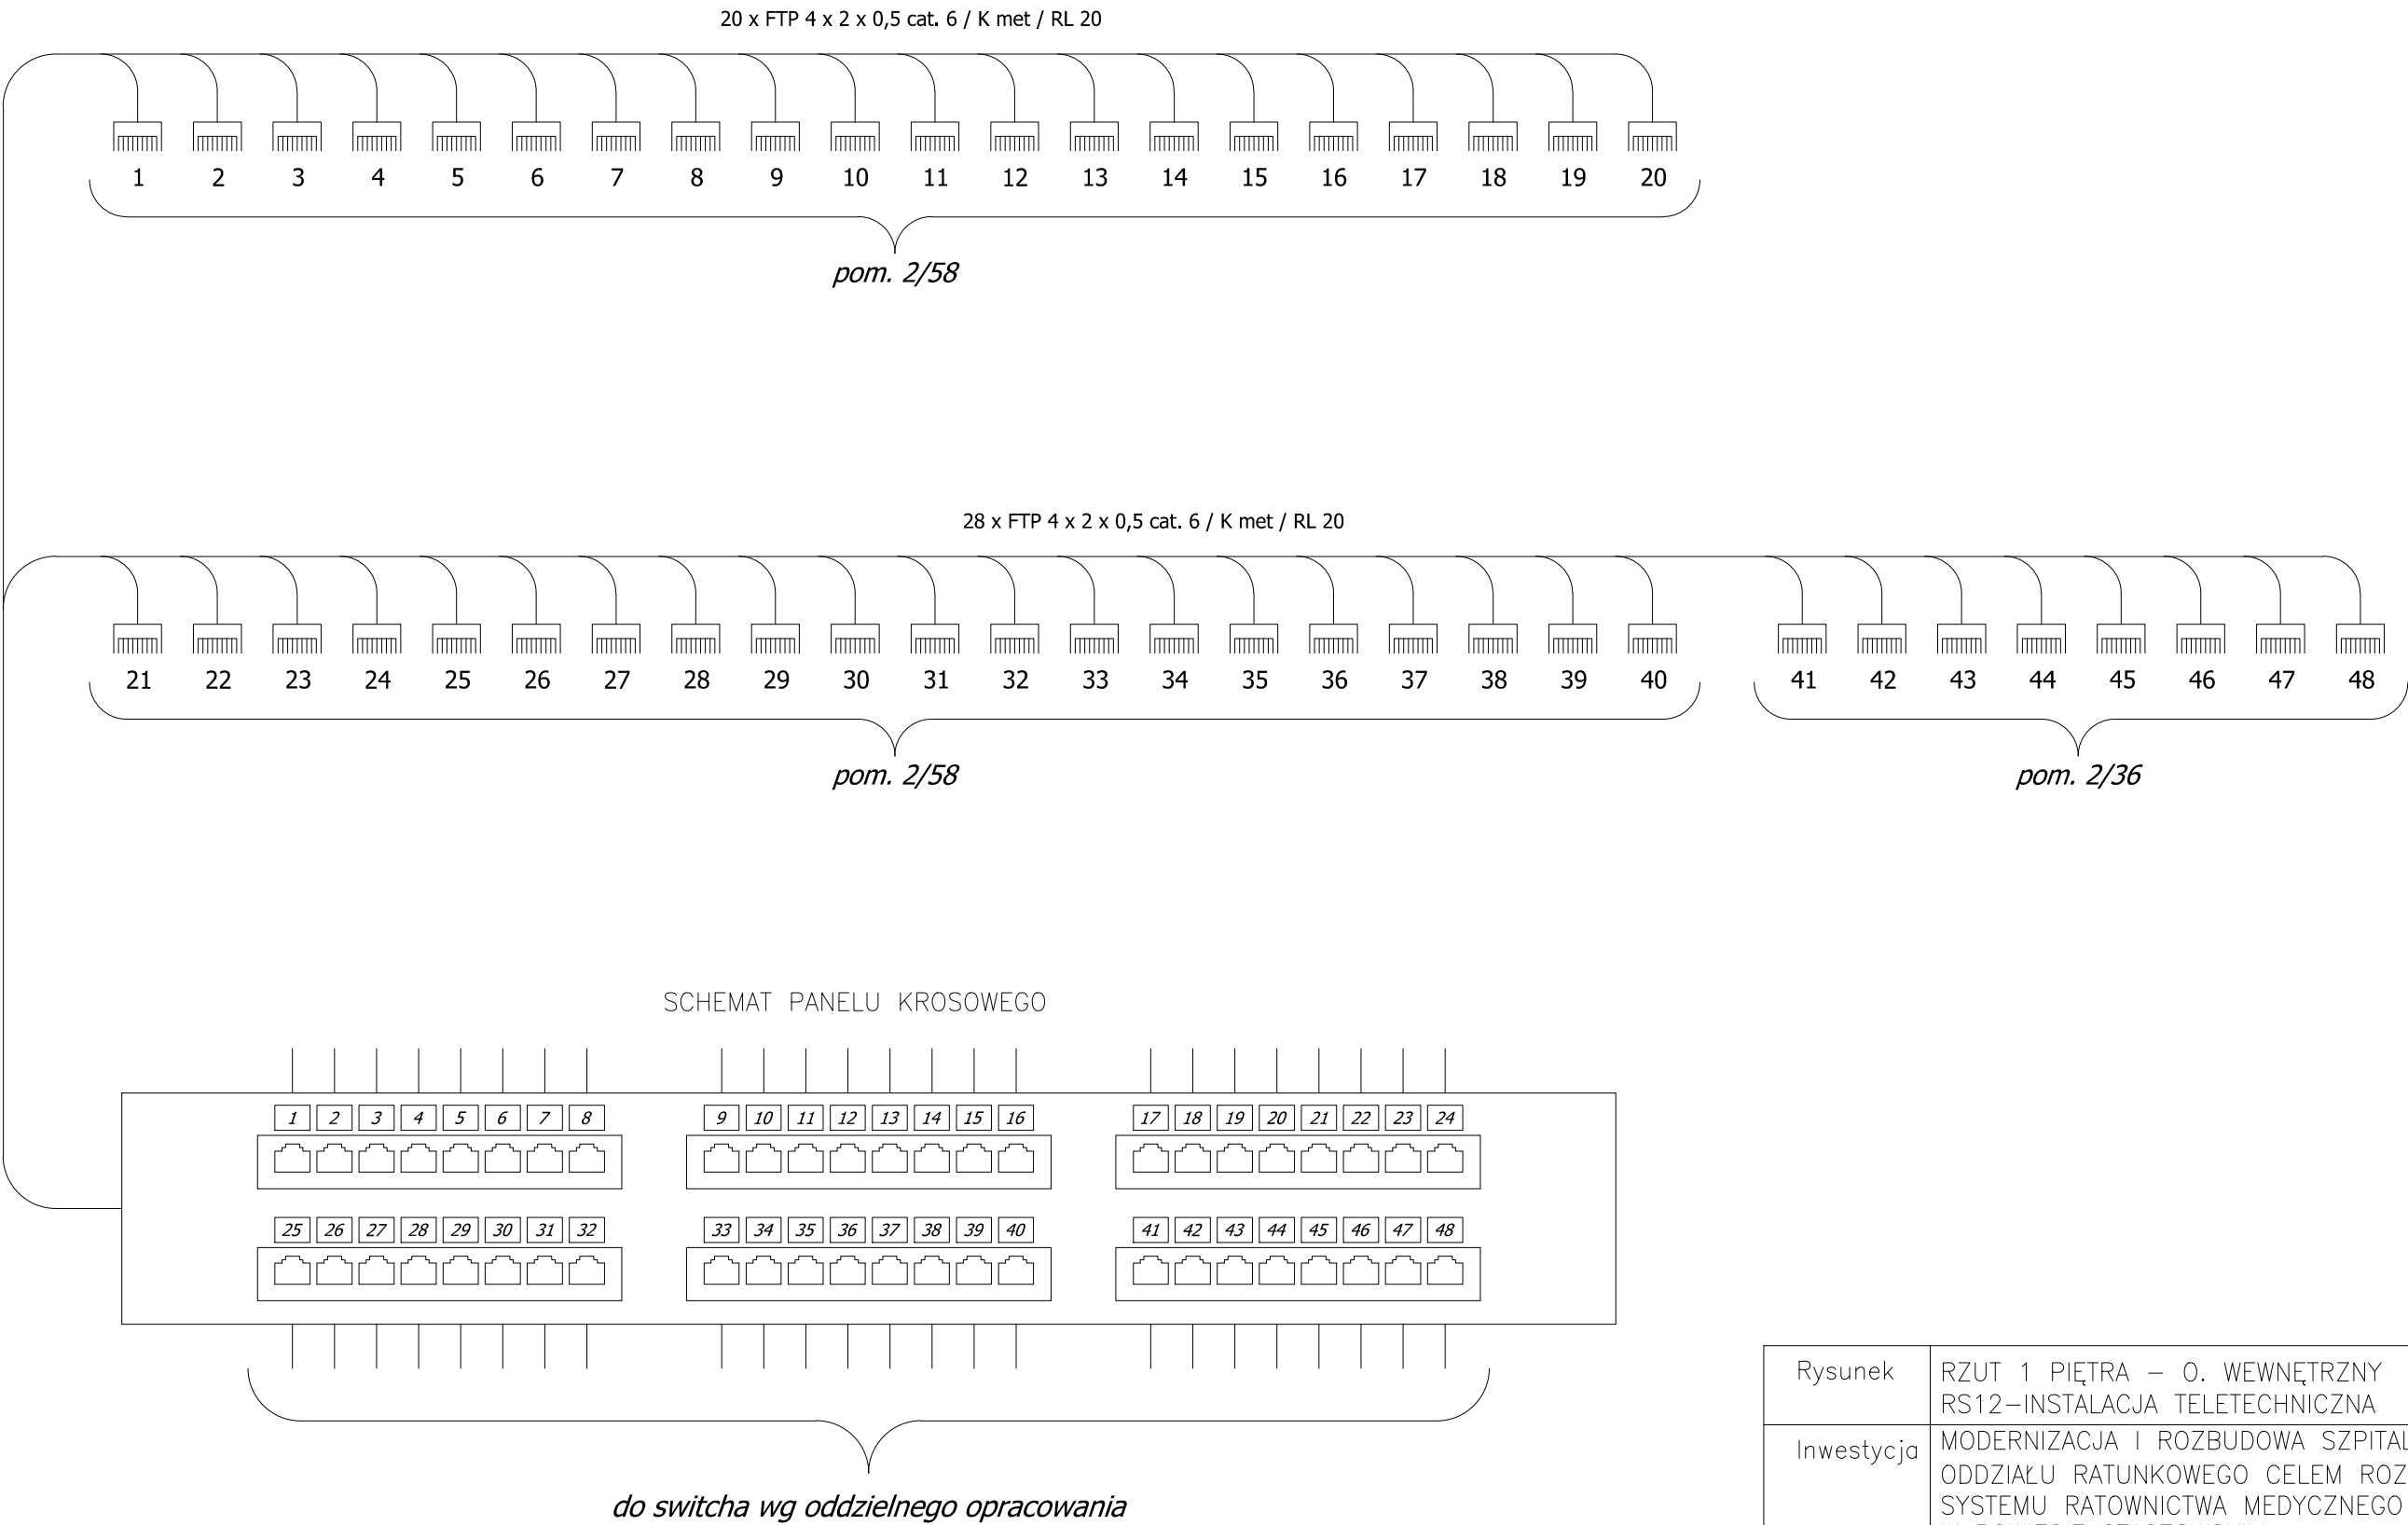 20 x FTP 4 x 2 x 0,5 cat. 6 / K met / RL 20
1 2 3 4 5 6 7 8 9 10 11 12 13 14 15 16 17 18 19 20
pom. 2/58
28 x FTP 4 x 2 x 0,5 cat. 6 / K met / RL 20
21 22 23 24 25 26 27 28 29 30 31 32 33 34 35 36 37 38 39 40 41 42 43 44 45 46 47 48
pom. 2/58 pom. 2/36
SCHEMAT PANELU KROSOWEGO
1 2 3 4 5 6 7 8 9 10 11 12 13 14 15 16 17 18 19 20 21 22 23 24
25 26 27 28 29 30 31 32 33 34 35 36 37 38 39 40 41 42 43 44 45 46 47 48
do switcha wg oddzielnego opracowania
Rysunek RZUT 1 PIĘTRA – O. WEWNĘTRZNY
RS12–INSTALACJA TELETECHNICZNA
Inwestycja MODERNIZACJA I ROZBUDOWA SZPITAL
ODDZIAŁU RATUNKOWEGO CELEM ROZ
SYSTEMU RATOWNICTWA MEDYCZNEGO